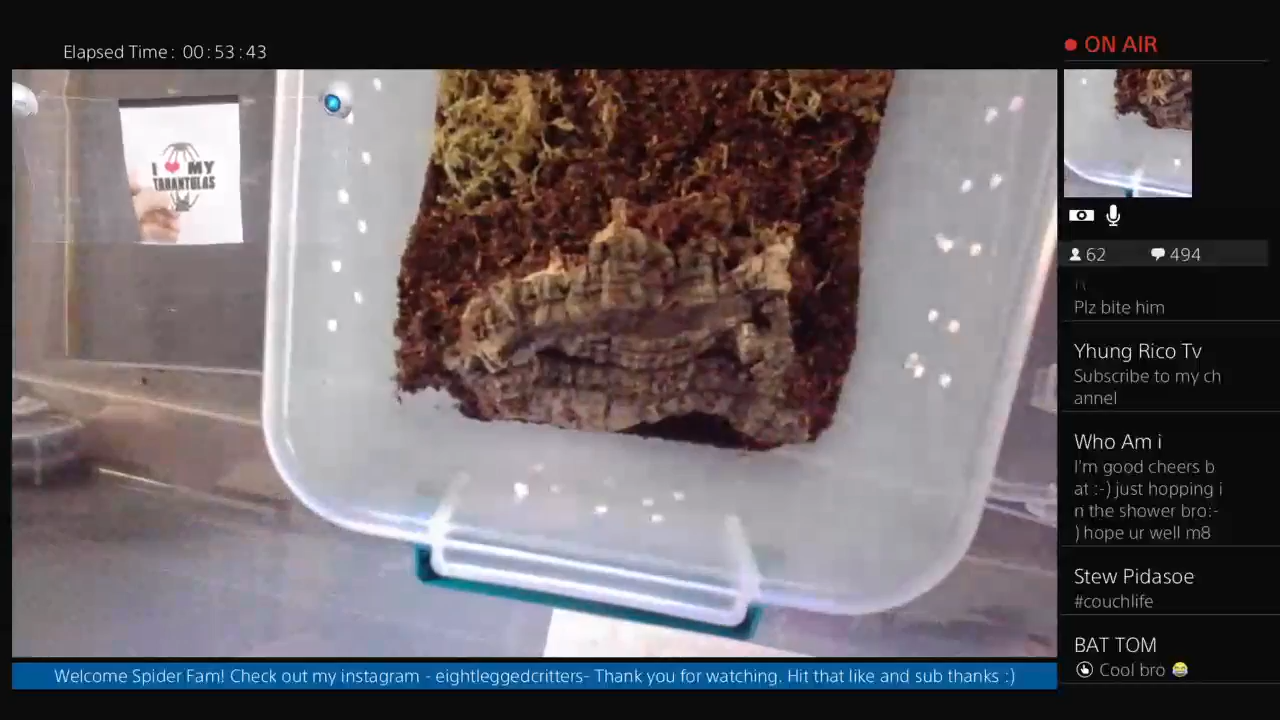 Elapsed Time: 00:53:43
ON AIR
I ❤ MY
TARANTULAS
62 494
Plz bite him
Yhung Rico Tv
Subscribe to my ch
annel
Who Am i
I'm good cheers b
at :-) just hopping i
n the shower bro:-
) hope ur well m8
Stew Pidasoe
#couchlife
BAT TOM
Cool bro 😂
Welcome Spider Fam! Check out my instagram - eightleggedcritters- Thank you for watching. Hit that like and sub thanks :)